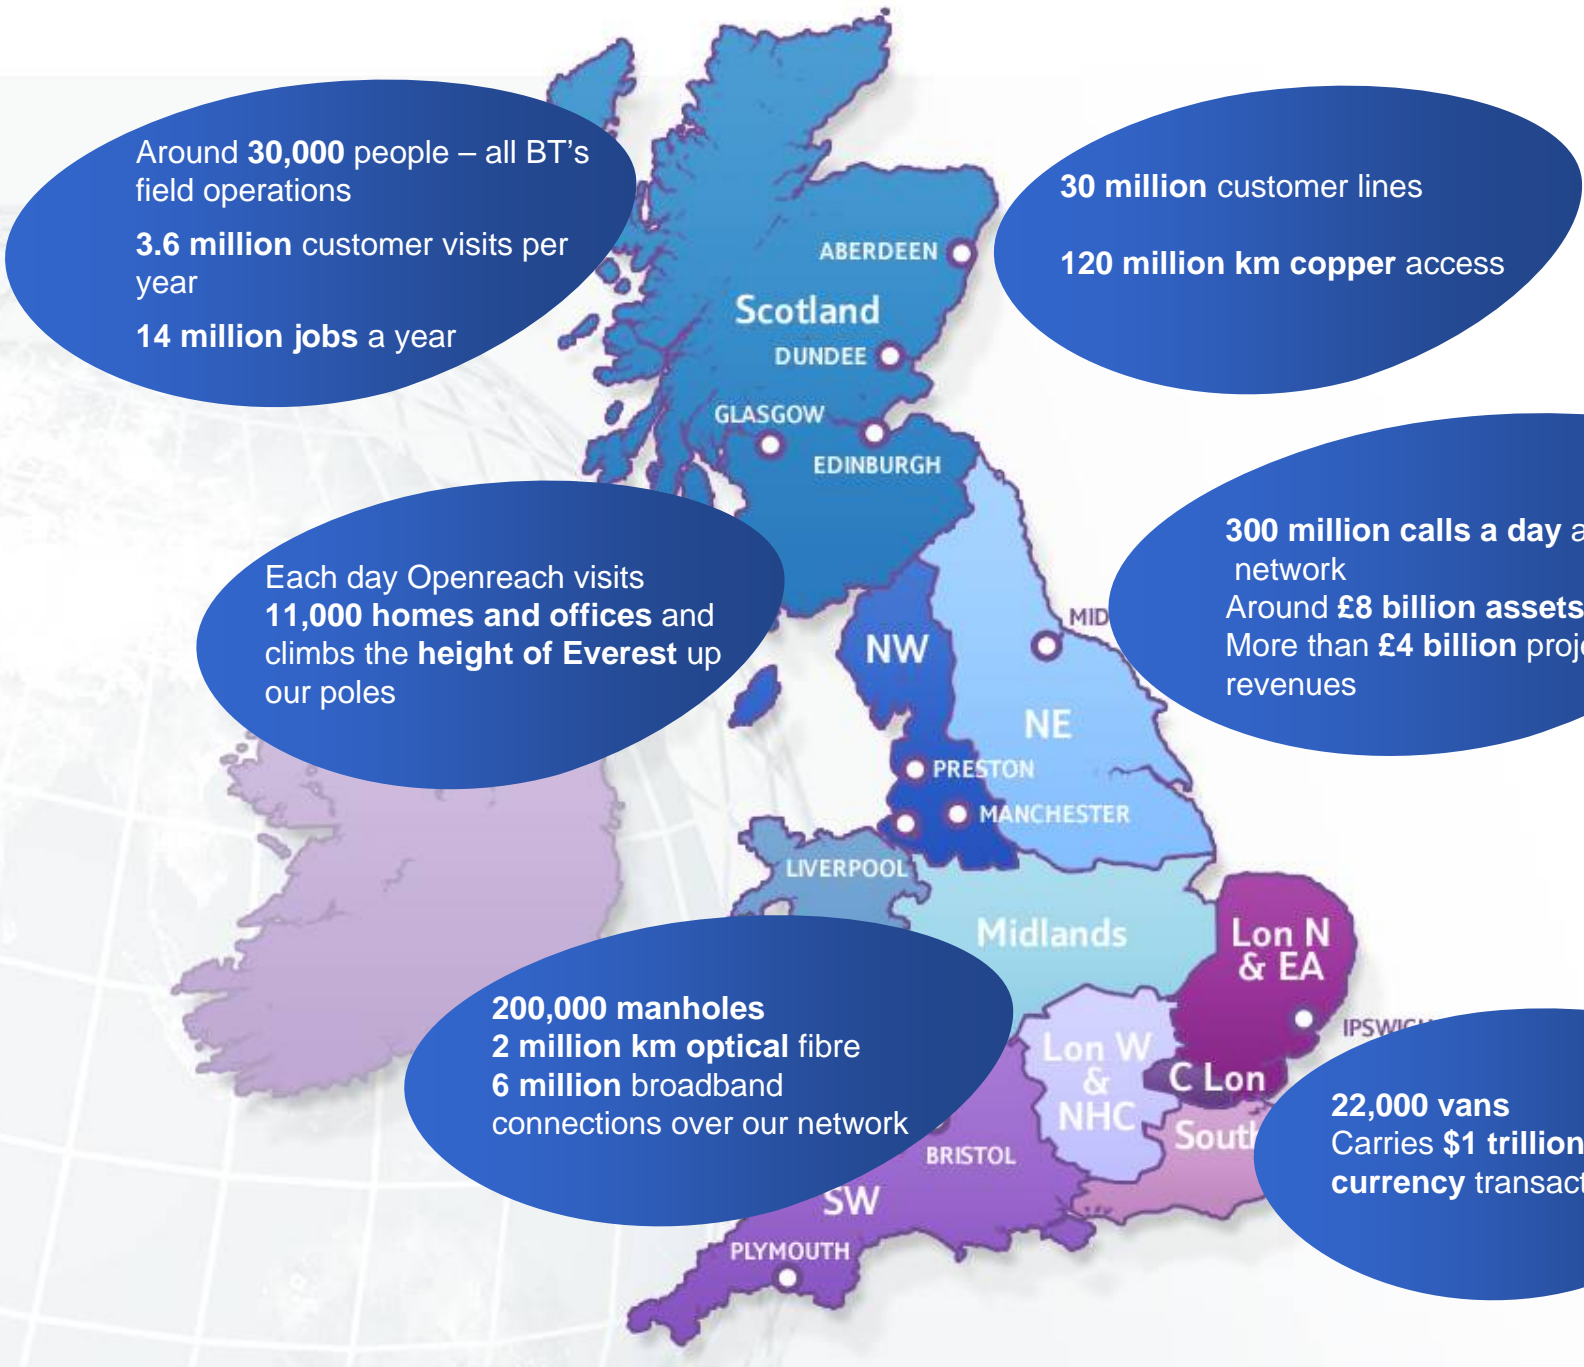 Around 30,000 people – all BT's
field operations
3.6 million customer visits per
year
14 million jobs a year
30 million customer lines
120 million km copper access
ABERDEEN
Scotland
DUNDEE
GLASGOW
EDINBURGH
Each day Openreach visits
11,000 homes and offices and
climbs the height of Everest up
our poles
300 million calls a day
network
Around £8 billion assets
More than £4 billion
revenues
NW
NE
PRESTON
MANCHESTER
LIVERPOOL
Midlands
Lon N
& EA
200,000 manholes
2 million km optical fibre
6 million broadband
connections over our network
Lon W
&
NHC
C Lon
IPSWICH
BRISTOL
SW
PLYMOUTH
22,000 vans
Carries $1 trillion
currency